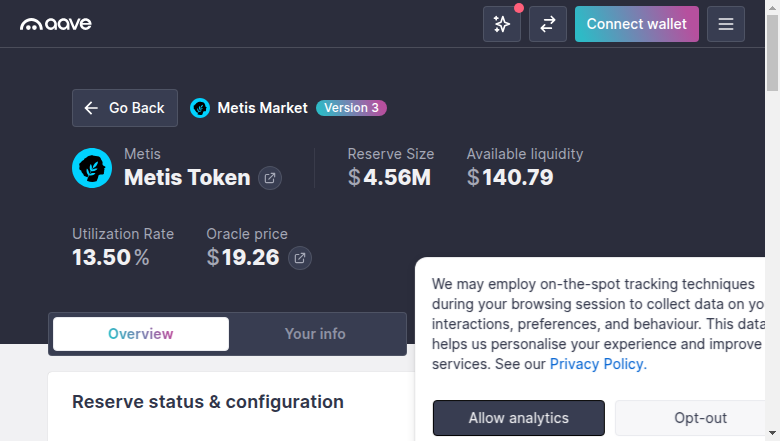 aave
Connect wallet
Go Back
Metis Market
Version 3
Metis
Metis Token
Reserve Size
$4.56M
Available liquidity
$140.79
Utilization Rate
13.50%
Oracle price
$19.26
Overview
Your info
Reserve status & configuration
We may employ on-the-spot tracking techniques
during your browsing session to collect data on yo
interactions, preferences, and behaviour. This data
helps us personalise your experience and improve
services. See our Privacy Policy.
Allow analytics
Opt-out